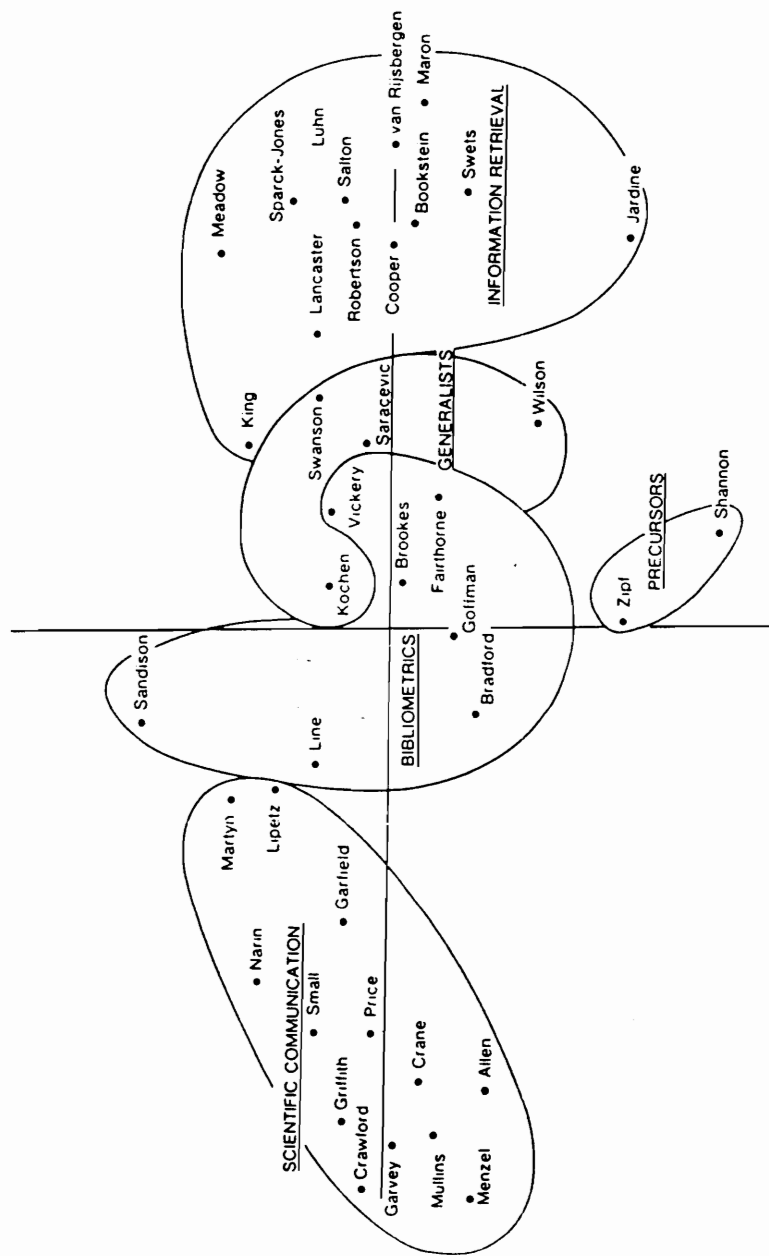 Sandison
Meadow
King
Sparck-Jones
Luhn
Martyn
Lancaster
Salton
Lipetz
Swanson
Robertson
Narin
Line
Vickery
Kochen
SCIENTIFIC COMMUNICATION
Small
Garfield
Saracevic
Cooper
van Rijsbergen
Griffith
Price
Brookes
Bookstein
Maron
Crawford
BIBLIOMETRICS
Garvey
Crane
Fairthorne
GENERALISTS
Swets
Mullins
Goffman
INFORMATION RETRIEVAL
Allen
Bradford
Menzel
Wilson
Jardine
Zipf
PRECURSORS
Shannon